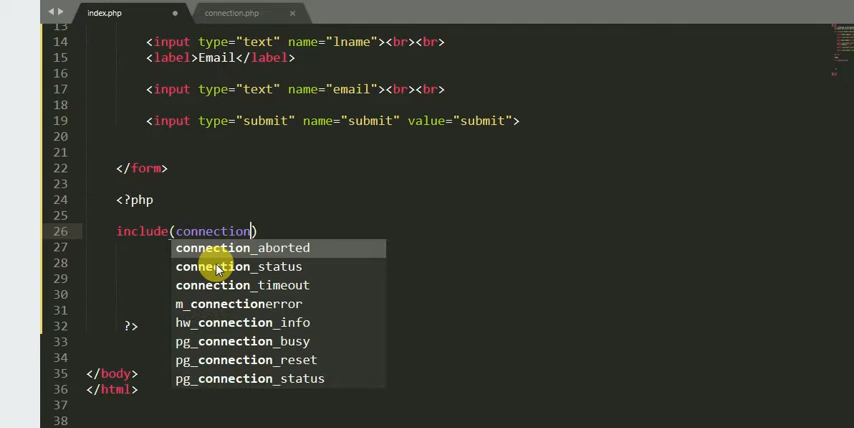 index.php
connection.php
13
14 <input type="text" name="lname"><br><br>
15 <label>Email</label>
16
17 <input type="text" name="email"><br><br>
18
19 <input type="submit" name="submit" value="submit">
20
21
22 </form>
23
24 <?php
25
26 include(connection)
27 connection_aborted
28 connection_status
29 connection_timeout
30 m_connectionerror
31 hw_connection_info
32 ?>
33 pg_connection_busy
34 pg_connection_reset
35 </body>
pg_connection_status
36 </html>
37
38